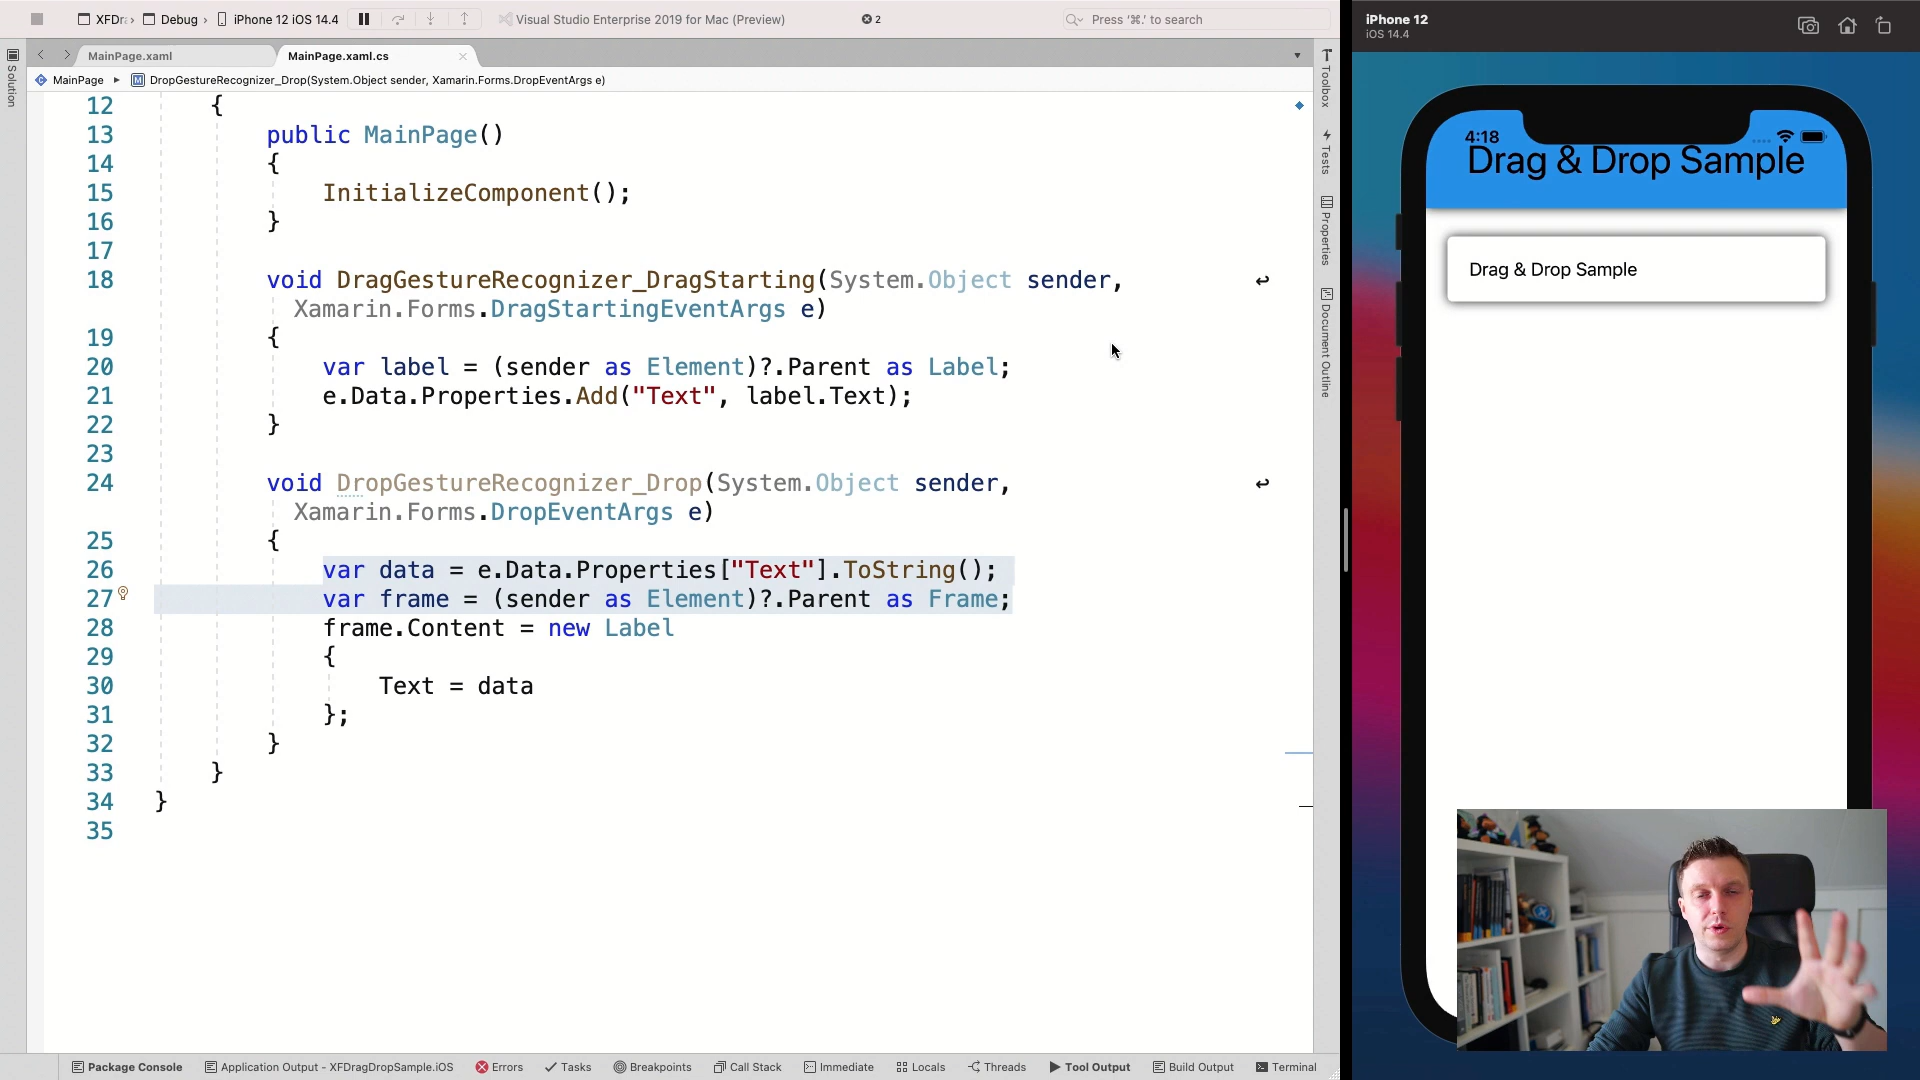 XFDr
Debug
iPhone 12 iOS 14.4
Visual Studio Enterprise 2019 for Mac (Preview)
2
Press '⌘.' to search
Solution
MainPage.xaml
MainPage.xaml.cs
MainPage
DropGestureRecognizer_Drop(System.Object sender, Xamarin.Forms.DropEventArgs e)
12 {
13 public MainPage()
14 {
15 InitializeComponent();
16 }
17
18 void DragGestureRecognizer_DragStarting(System.Object sender,
Xamarin.Forms.DragStartingEventArgs e)
19 {
20 var label = (sender as Element)?.Parent as Label;
21 e.Data.Properties.Add("Text", label.Text);
22 }
23
24 void DropGestureRecognizer_Drop(System.Object sender,
Xamarin.Forms.DropEventArgs e)
25 {
26 var data = e.Data.Properties["Text"].ToString();
27 var frame = (sender as Element)?.Parent as Frame;
28 frame.Content = new Label
29 {
30 Text = data
31 };
32 }
33 }
34 }
35
Toolbox
Tests
Properties
Document Outline
Package Console
Application Output - XFDragDropSample.iOS
Errors
Tasks
Breakpoints
Call Stack
Immediate
Locals
Threads
Tool Output
Build Output
Terminal
iPhone 12
iOS 14.4
4:18
Drag & Drop Sample
Drag & Drop Sample